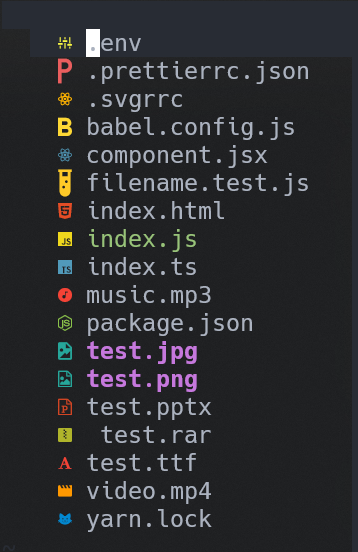 .env
.prettierrc.json
.svgrrc
babel.config.js
component.jsx
filename.test.js
index.html
index.js
index.ts
music.mp3
package.json
test.jpg
test.png
test.pptx
test.rar
test.ttf
video.mp4
yarn.lock